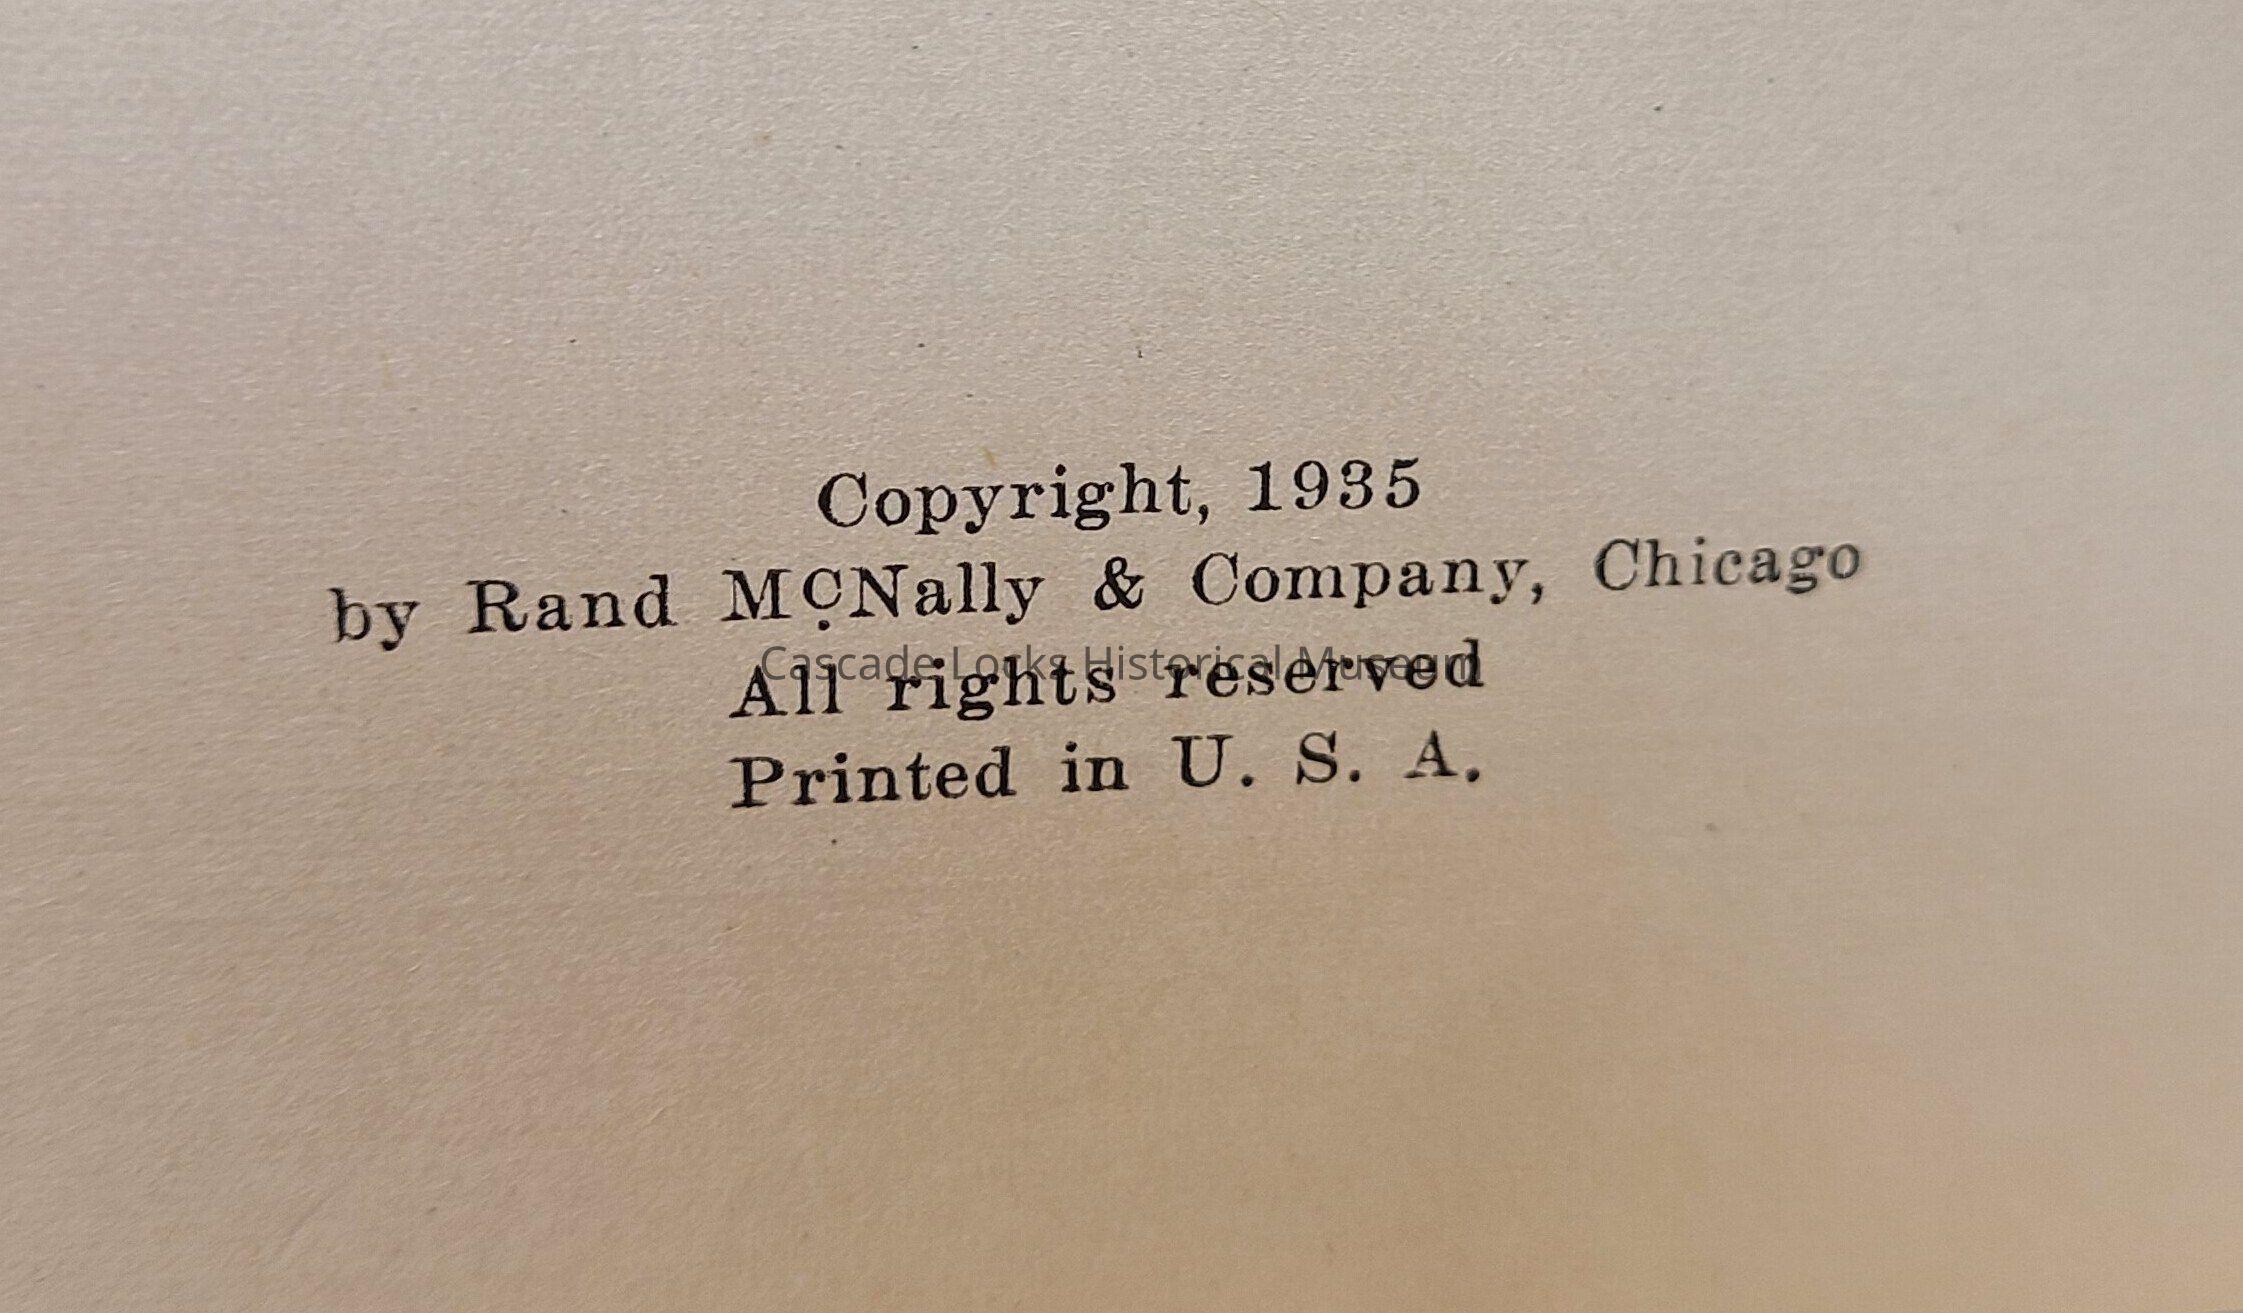 Copyright, 1935
by Rand McNally & Company, Chicago
Cascade Locks Historical Museum
All rights reserved
Printed in U. S. A.